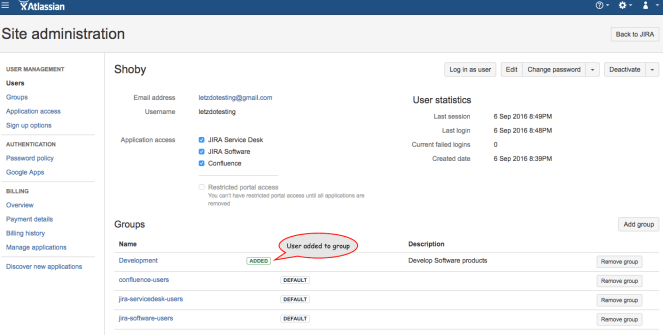 Atlassian
Site administration
Back to JIRA
USER MANAGEMENT
Users
Groups
Application access
Sign up options
AUTHENTICATION
Password policy
Google Apps
BILLING
Overview
Payment details
Billing history
Manage applications
Discover new applications
Shoby
Log in as user
Edit
Change password
Deactivate
Email address letzdotesting@gmail.com
Username letzdotesting
Application access
JIRA Service Desk
JIRA Software
Confluence
Restricted portal access
You can't have restricted portal access until all applications are
removed
User statistics
Last session 6 Sep 2016 8:49PM
Last login 6 Sep 2016 8:48PM
Current failed logins 0
Created date 6 Sep 2016 8:39PM
Groups
Add group
Name Description
User added to group
Development ADDED Develop Software products Remove group
confluence-users DEFAULT Remove group
jira-servicedesk-users DEFAULT Remove group
jira-software-users DEFAULT Remove group